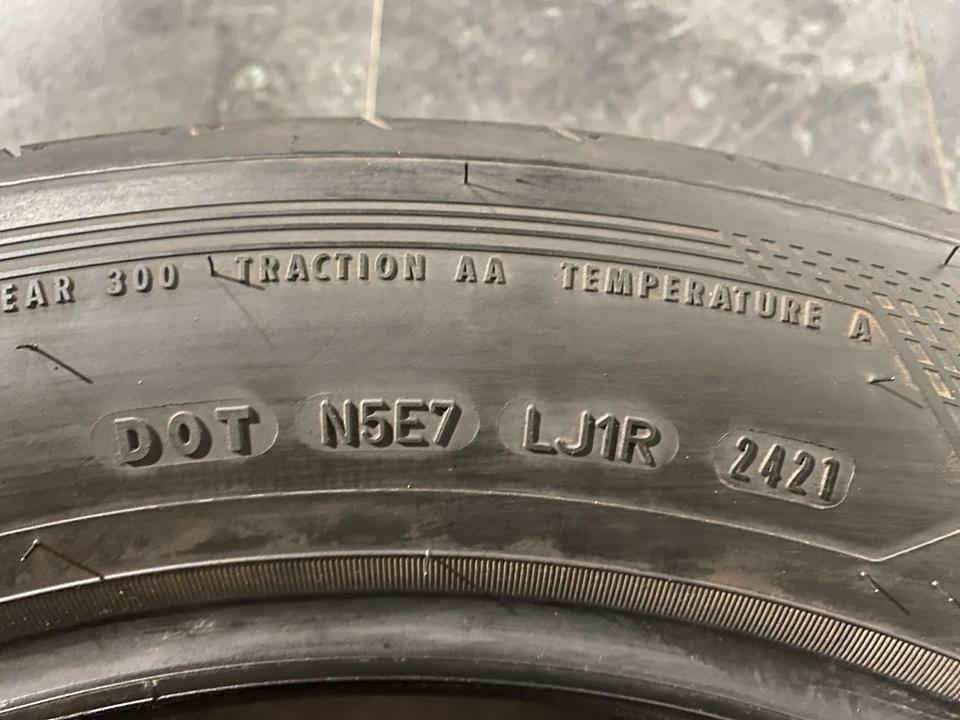 EAR 300 TRACTION AA TEMPERATURE A
DOT N5E7 LJ1R 2421